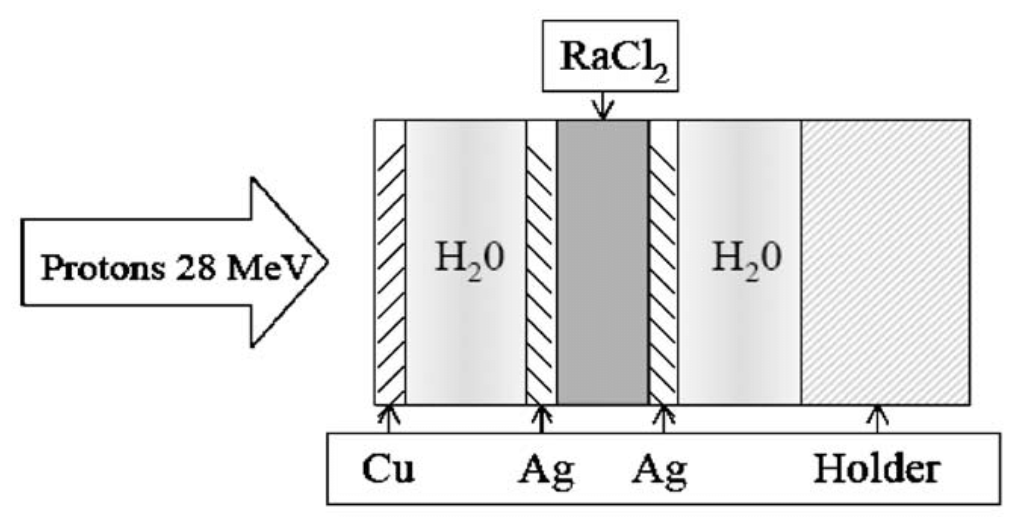 RaCl₂
Protons 28 MeV
H₂0
H₂0
Cu Ag Ag Holder